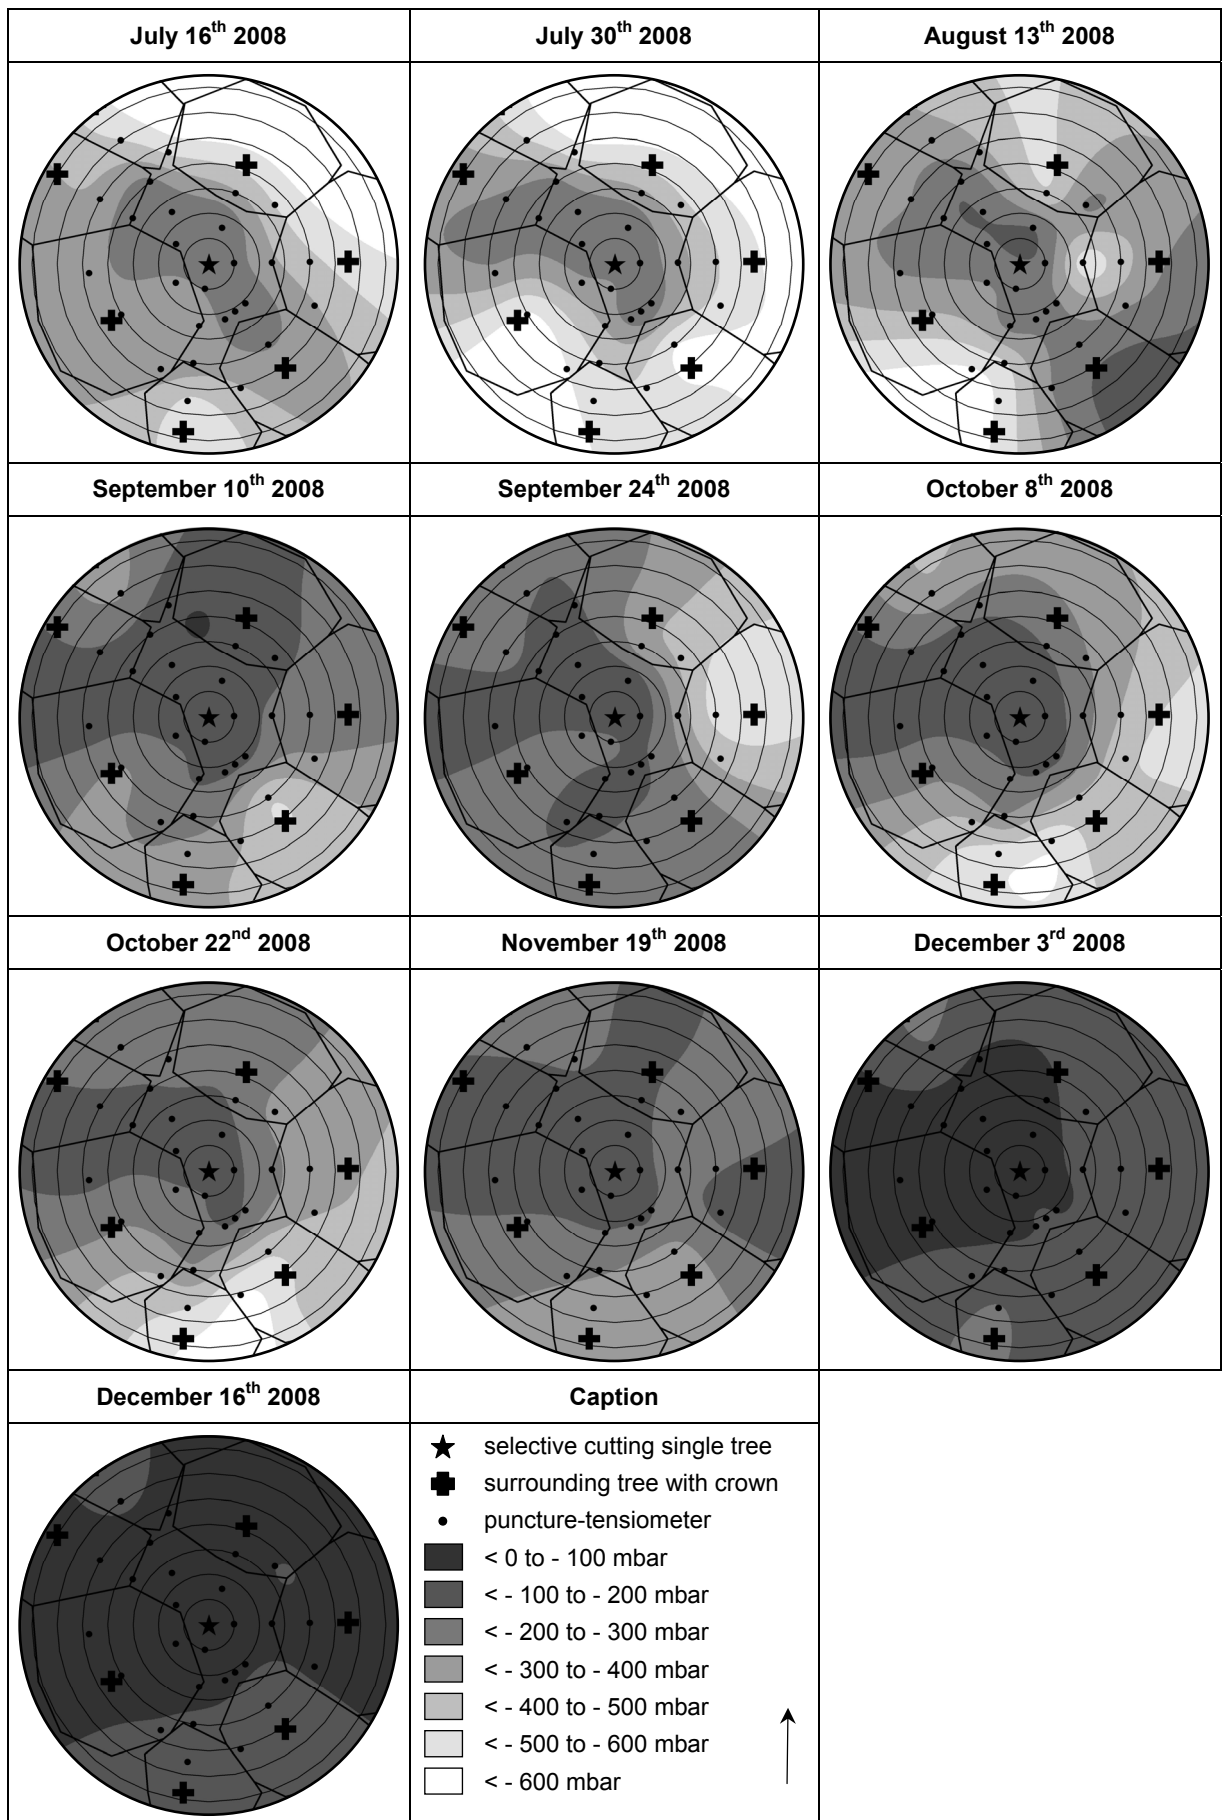 July 16th 2008
July 30th 2008
August 13th 2008
September 10th 2008
September 24th 2008
October 8th 2008
October 22nd 2008
November 19th 2008
December 3rd 2008
December 16th 2008
Caption
selective cutting single tree
surrounding tree with crown
puncture-tensiometer
< 0 to - 100 mbar
< - 100 to - 200 mbar
< - 200 to - 300 mbar
< - 300 to - 400 mbar
< - 400 to - 500 mbar
< - 500 to - 600 mbar
< - 600 mbar